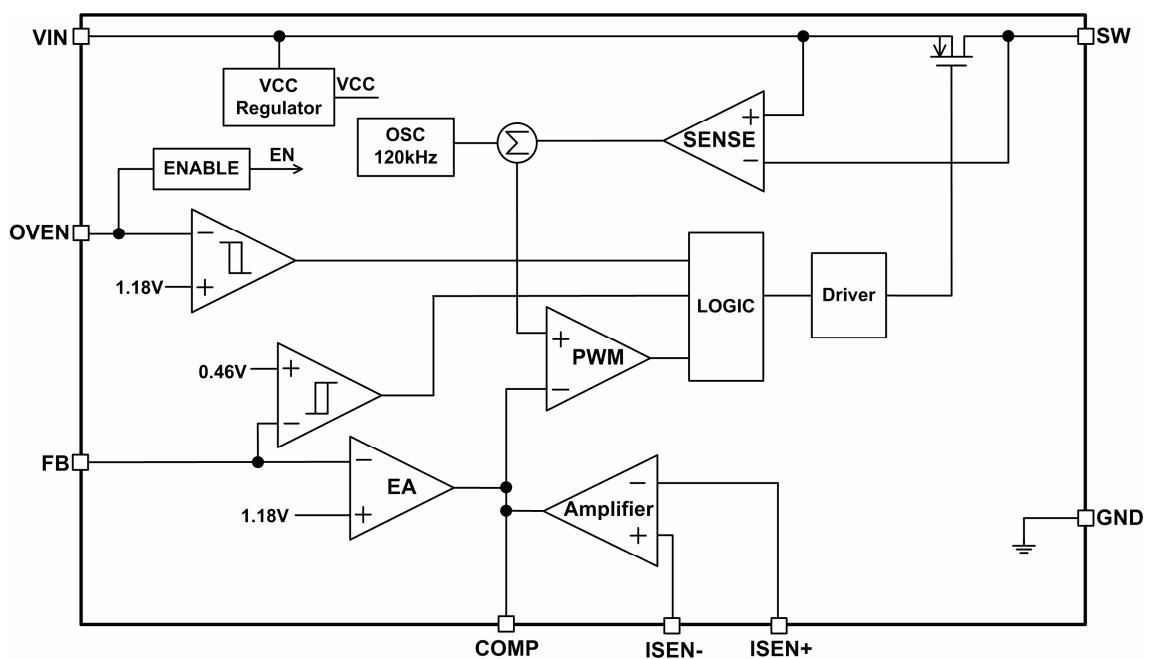 VIN
SW
VCC
Regulator
VCC
OSC
120kHz
Σ
+
SENSE
−
ENABLE
EN
OVEN
−
1.18V
+
LOGIC
Driver
0.46V
+
−
+
PWM
−
FB
−
EA
1.18V
+
−
Amplifier
+
GND
COMP
ISEN-
ISEN+